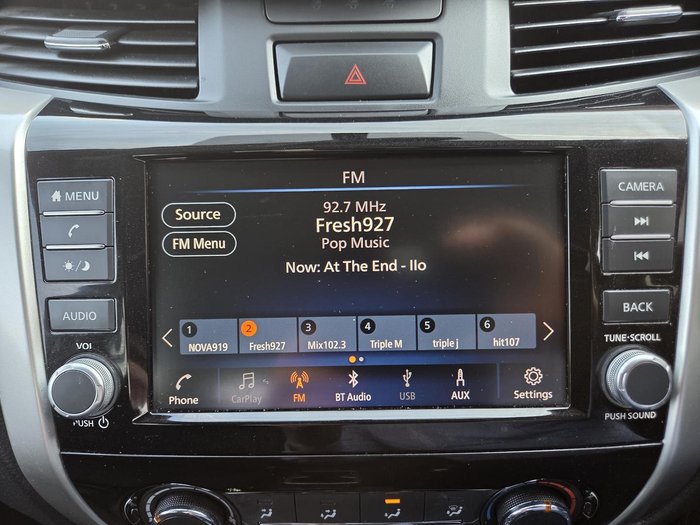 FM
MENU
Source
92.7 MHz
Fresh927
FM Menu
Pop Music
Now: At The End - Ilo
CAMERA
AUDIO
BACK
1
2
3
4
5
6
NOVA919
Fresh927
Mix102.3
Triple M
triple j
hit107
VOL
TUNE·SCROLL
Phone
CarPlay
FM
BT Audio
USB
AUX
Settings
PUSH
PUSH SOUND